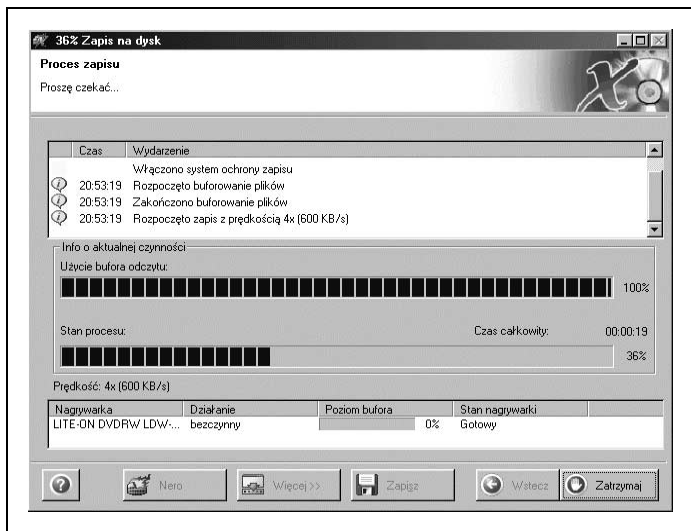 36% Zapis na dysk
Proces zapisu
Proszę czekać...
Czas Wydarzenie
Włączono system ochrony zapisu
20:53:19 Rozpoczęto buforowanie plików
20:53:19 Zakończono buforowanie plików
20:53:19 Rozpoczęto zapis z prędkością 4x (600 KB/s)
Info o aktualnej czynności
Użycie bufora odczytu:
100%
Stan procesu: Czas całkowity: 00:00:19
36%
Prędkość: 4x (600 KB/s)
Nagrywarka Działanie Poziom bufora Stan nagrywarki
LITE-ON DVDRW LDW-... bezczynny 0% Gotowy
Nero Więcej >> Zapisz Wstecz Zatrzymaj